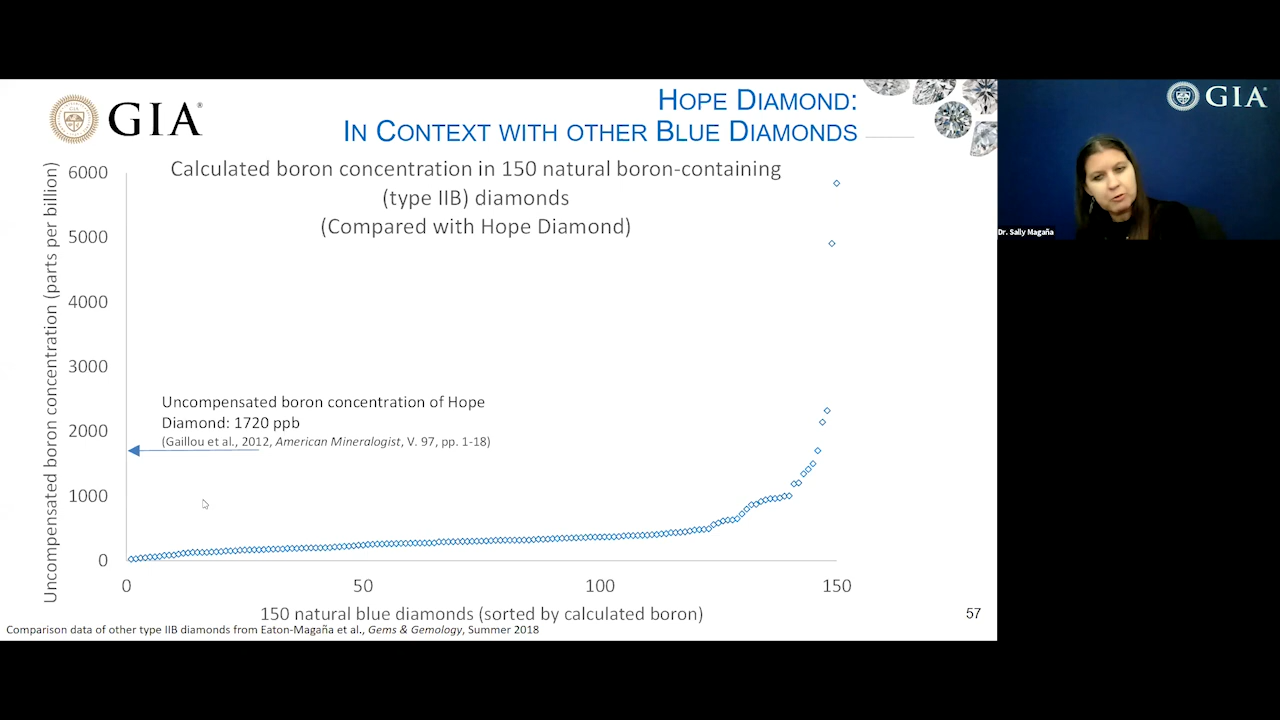 GIA®
HOPE DIAMOND:
IN CONTEXT WITH OTHER BLUE DIAMONDS
Calculated boron concentration in 150 natural boron-containing
(type IIB) diamonds
(Compared with Hope Diamond)
Uncompensated boron concentration (parts per billion)
6000
5000
4000
3000
2000
1000
0
Uncompensated boron concentration of Hope
Diamond: 1720 ppb
(Gaillou et al., 2012, American Mineralogist, V. 97, pp. 1-18)
0 50 100 150
150 natural blue diamonds (sorted by calculated boron)
57
Comparison data of other type IIB diamonds from Eaton-Magaña et al., Gems & Gemology, Summer 2018
GIA®
Dr. Sally Magaña